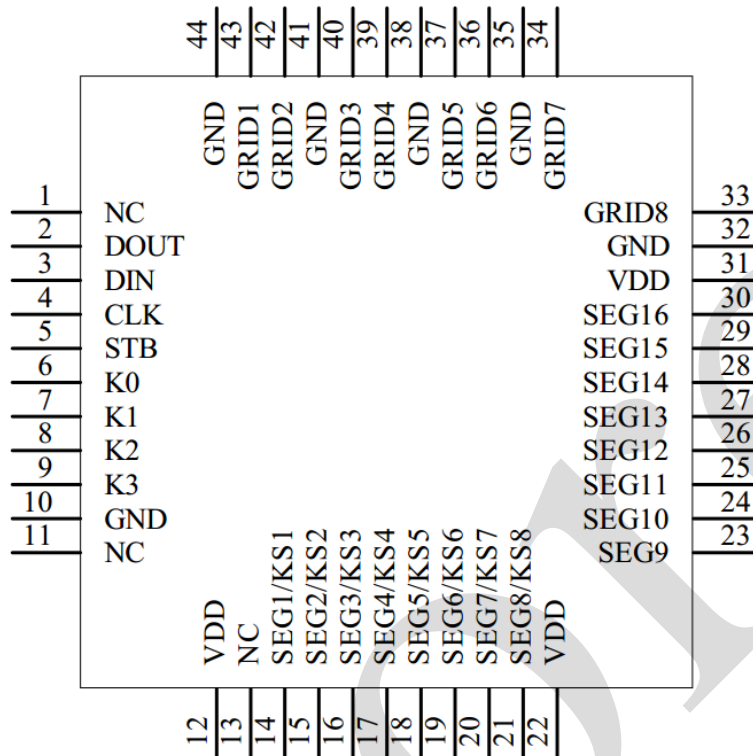 44 43 42 41 40 39 38 37 36 35 34
GND GRID1 GRID2 GND GRID3 GRID4 GND GRID5 GRID6 GND GRID7
1 NC GRID8 33
2 DOUT GND 32
3 DIN VDD 31
4 CLK SEG16 30
5 STB SEG15 29
6 K0 SEG14 28
7 K1 SEG13 27
8 K2 SEG12 26
9 K3 SEG11 25
10 GND SEG10 24
11 NC SEG9 23
VDD NC SEG1/KS1 SEG2/KS2 SEG3/KS3 SEG4/KS4 SEG5/KS5 SEG6/KS6 SEG7/KS7 SEG8/KS8 VDD
12 13 14 15 16 17 18 19 20 21 22